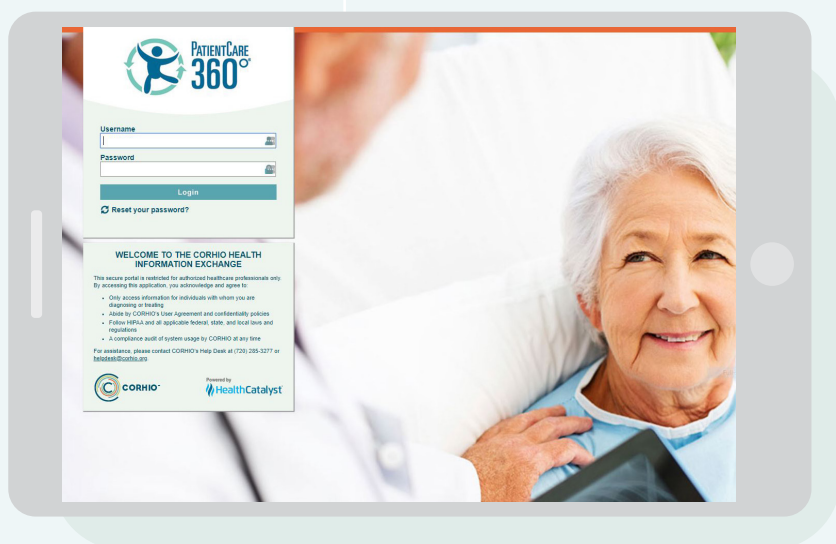 PATIENTCARE
360°
Username
Password
Login
Reset your password?
WELCOME TO THE CORHIO HEALTH
INFORMATION EXCHANGE
This secure portal is restricted for authorized healthcare professionals only.
By accessing this application, you acknowledge and agree to:
• Only access information for individuals with whom you are
diagnosing or treating
• Abide by CORHIO's User Agreement and confidentiality policies
• Follow HIPAA and all applicable federal, state, and local laws and
regulations
• A compliance audit of system usage by CORHIO at any time
For assistance, please contact CORHIO's Help Desk at (720) 285-3277 or
helpdesk@corhio.org.
CORHIO
Powered by
HealthCatalyst